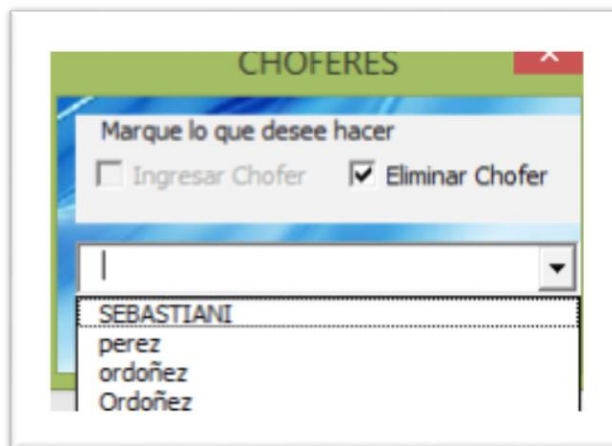 CHOFERES
Marque lo que desee hacer
Ingresar Chofer Eliminar Chofer
SEBASTIANI
perez
ordoñez
Ordoñez